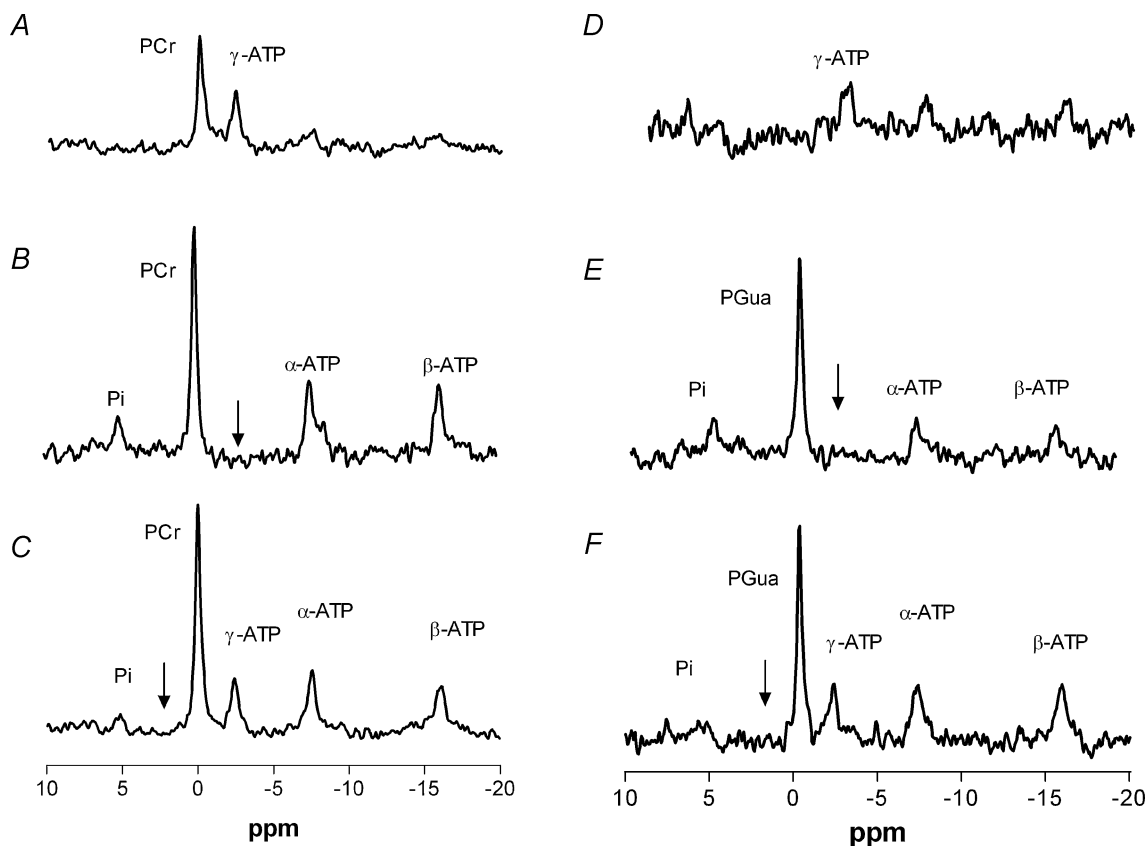 A
PCr
γ-ATP
B
PCr
Pi
α-ATP
β-ATP
C
PCr
Pi
γ-ATP
α-ATP
β-ATP
10 5 0 -5 -10 -15 -20
ppm
D
γ-ATP
E
PGua
Pi
α-ATP
β-ATP
F
PGua
Pi
γ-ATP
α-ATP
β-ATP
10 5 0 -5 -10 -15 -20
ppm